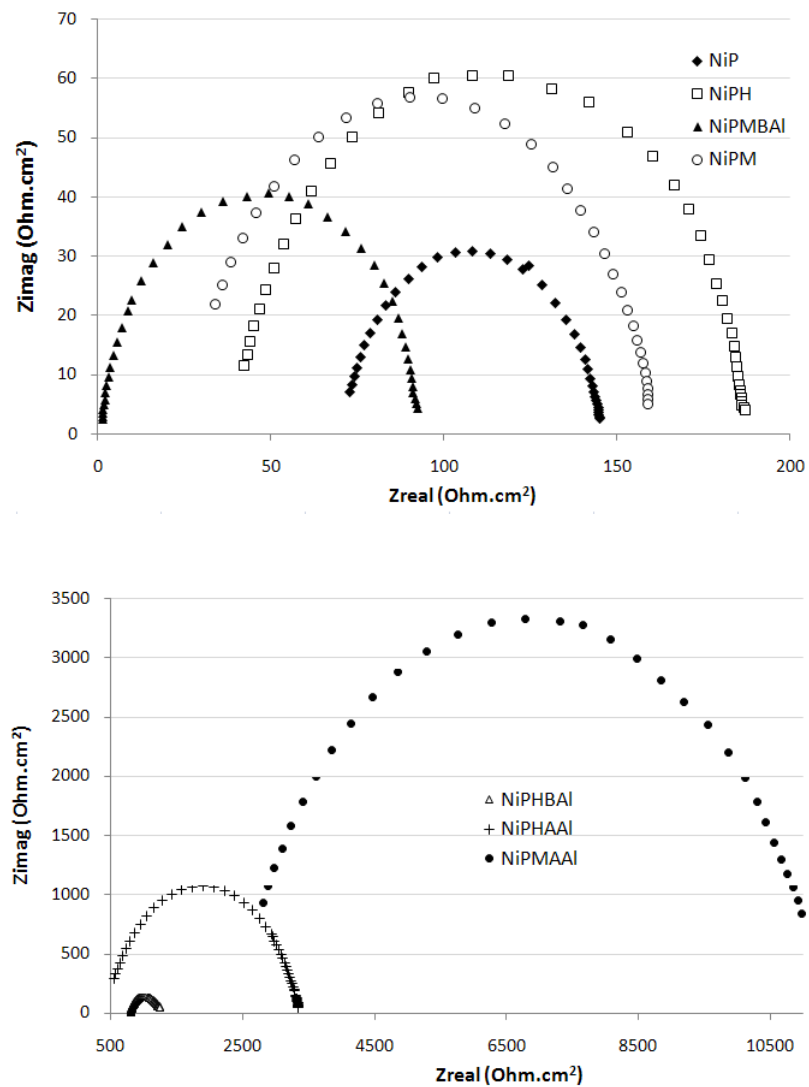 70
60
50
40
30
20
10
0
Zimag (Ohm.cm²)
NiP
NiPH
NiPMBAl
NiPM
0 50 100 150 200
Zreal (Ohm.cm²)
3500
3000
2500
2000
1500
1000
500
0
Zimag (Ohm.cm²)
NiPHBAl
NiPHAAl
NiPMAAl
500 2500 4500 6500 8500 10500
Zreal (Ohm.cm²)